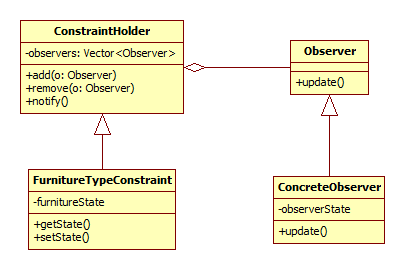 ConstraintHolder
-observers: Vector<Observer>
+add(o: Observer)
+remove(o: Observer)
+notify()
Observer
+update()
FurnitureTypeConstraint
-furnitureState
+getState()
+setState()
ConcreteObserver
-observerState
+update()